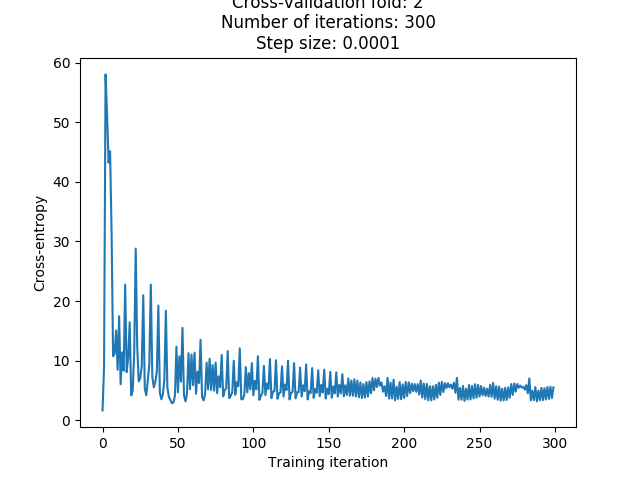 Cross-validation fold: 2
Number of iterations: 300
Step size: 0.0001
60
50
40
30
20
10
0
Cross-entropy
0 50 100 150 200 250 300
Training iteration